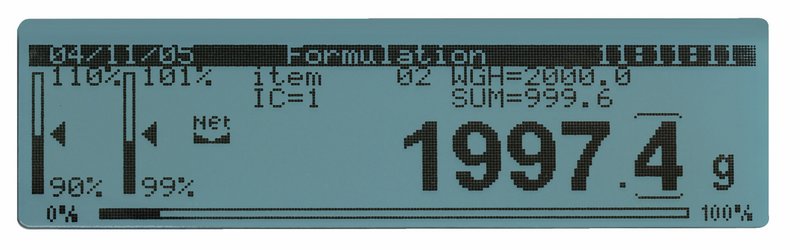 04/11/05 Formulation 11:11:11
110% 101% item 02 WGH=2000.0
IC=1 SUM=999.6
Net
1997.4 g
90% 99%
0% 100%